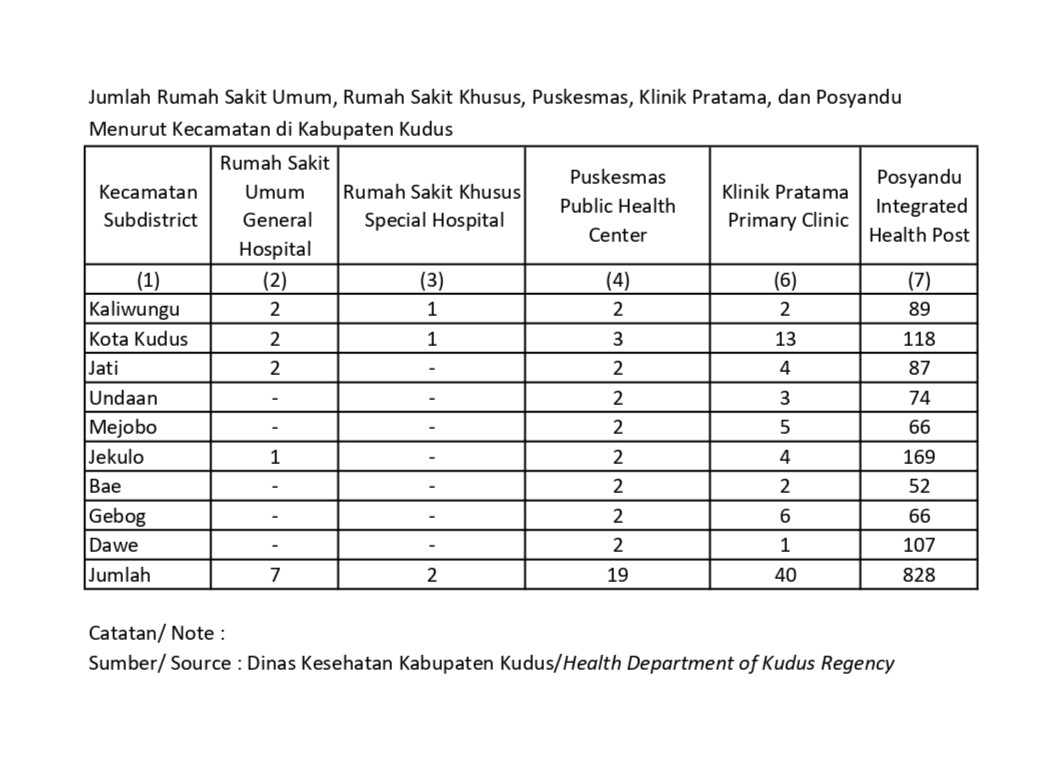 Jumlah Rumah Sakit Umum, Rumah Sakit Khusus, Puskesmas, Klinik Pratama, dan Posyandu
Menurut Kecamatan di Kabupaten Kudus
Kecamatan Subdistrict | Rumah Sakit Umum General Hospital | Rumah Sakit Khusus Special Hospital | Puskesmas Public Health Center | Klinik Pratama Primary Clinic | Posyandu Integrated Health Post
(1) | (2) | (3) | (4) | (6) | (7)
Kaliwungu | 2 | 1 | 2 | 2 | 89
Kota Kudus | 2 | 1 | 3 | 13 | 118
Jati | 2 | - | 2 | 4 | 87
Undaan | - | - | 2 | 3 | 74
Mejobo | - | - | 2 | 5 | 66
Jekulo | 1 | - | 2 | 4 | 169
Bae | - | - | 2 | 2 | 52
Gebog | - | - | 2 | 6 | 66
Dawe | - | - | 2 | 1 | 107
Jumlah | 7 | 2 | 19 | 40 | 828
Catatan/ Note :
Sumber/ Source : Dinas Kesehatan Kabupaten Kudus/Health Department of Kudus Regency